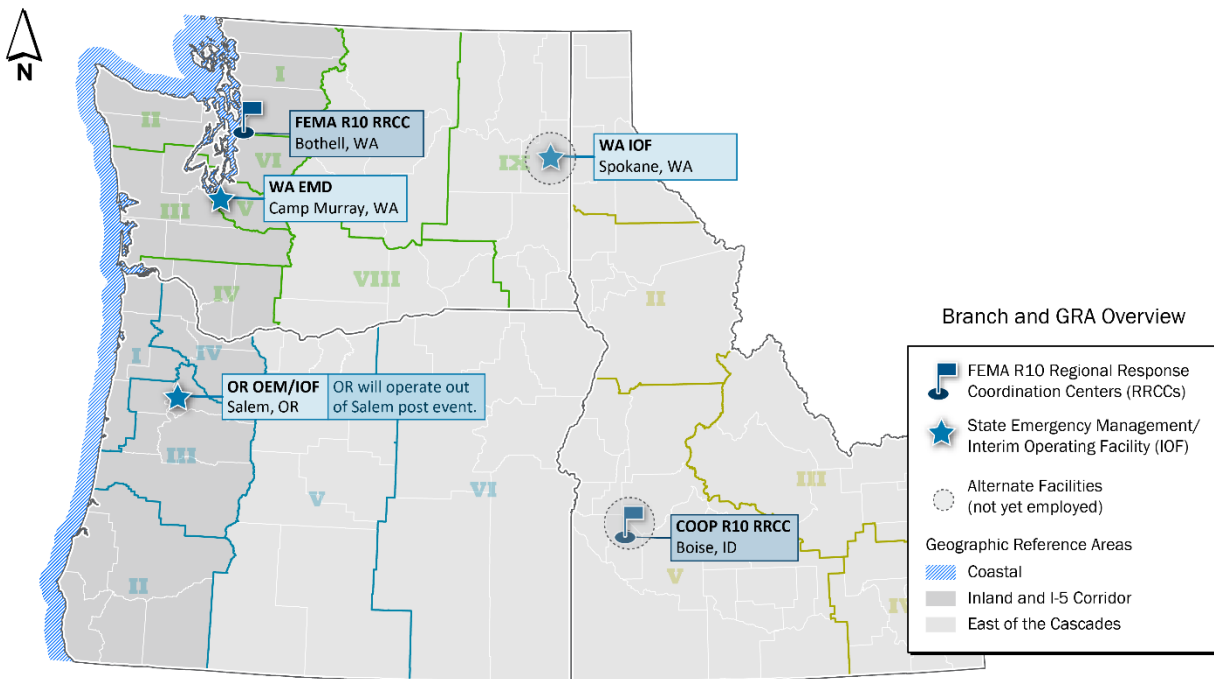 N
I
II
FEMA R10 RRCC
Bothell, WA
VI
IX
WA IOF
Spokane, WA
WA EMD
Camp Murray, WA
III
V
IV
VIII
II
Branch and GRA Overview
FEMA R10 Regional Response
Coordination Centers (RRCCs)
State Emergency Management/
Interim Operating Facility (IOF)
Alternate Facilities
(not yet employed)
Geographic Reference Areas
Coastal
Inland and I-5 Corridor
East of the Cascades
I
IV
OR OEM/IOF
Salem, OR
OR will operate out
of Salem post event.
III
V
VI
III
COOP R10 RRCC
Boise, ID
II
V